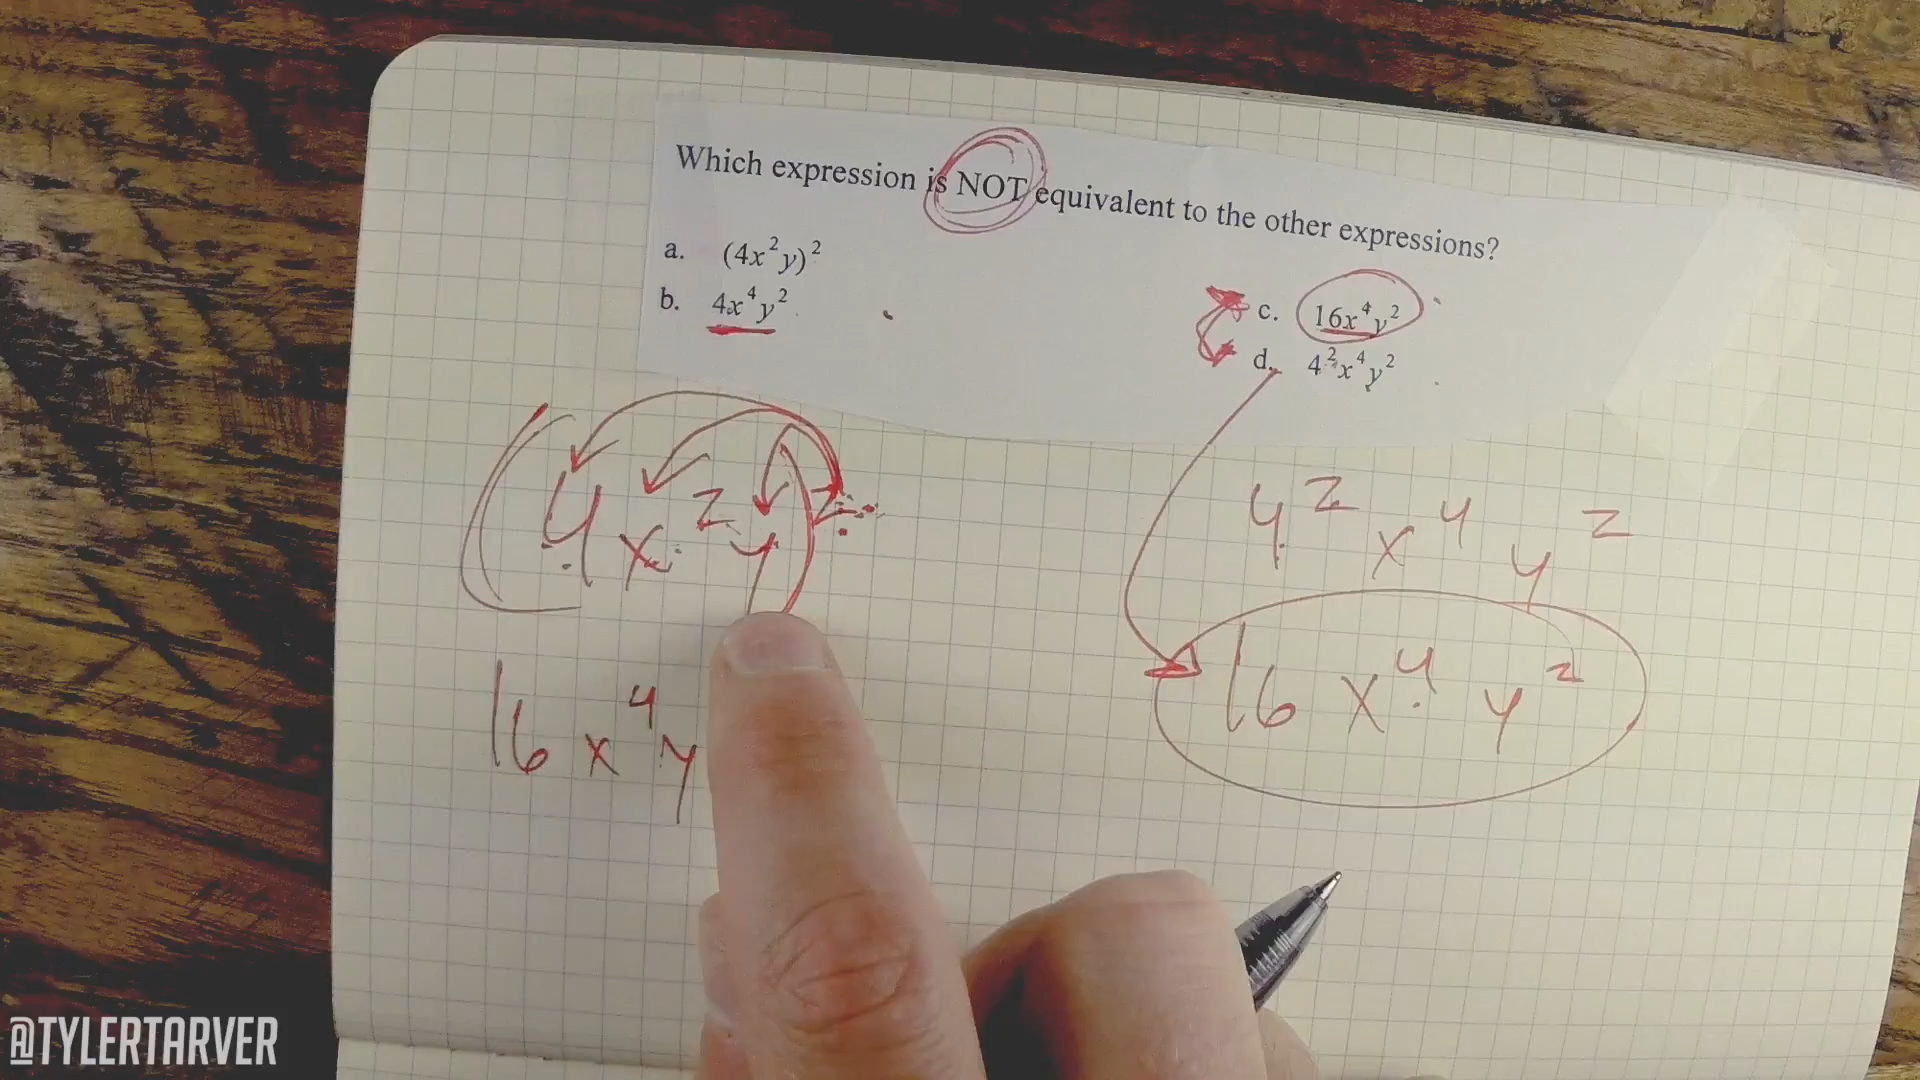 Which expression is NOT equivalent to the other expressions?
a. (4x²y)²
b. 4x⁴y²
c. 16x⁴y²
d. 4²x⁴y²
(4x²y)²
16x⁴y
4²x⁴y²
16x⁴y²
@TYLERTARVER